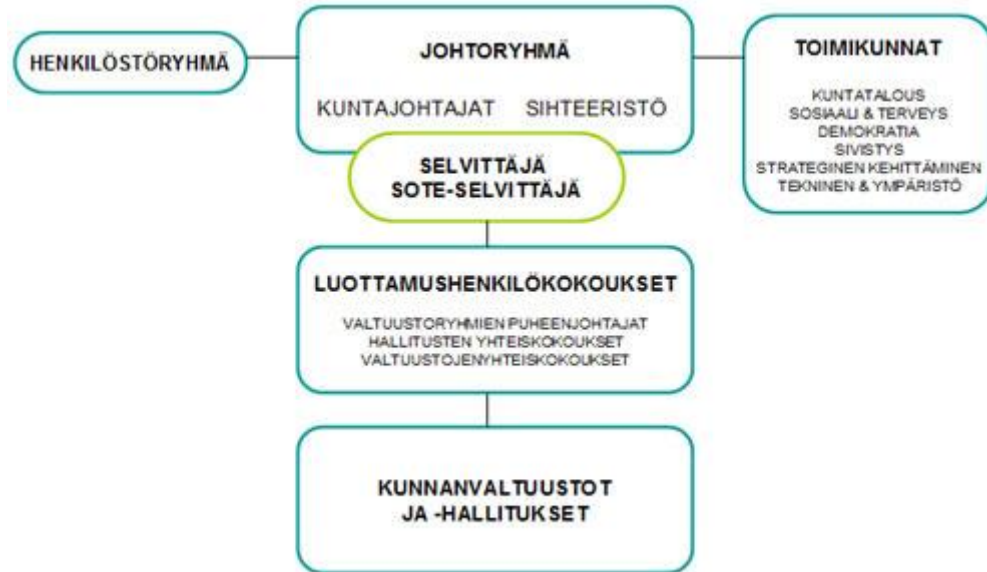 HENKILÖSTÖRYHMÄ
JOHTORYHMÄ
KUNTAJOHTAJAT SIHTEERISTÖ
SELVITTÄJÄ
SOTE-SELVITTÄJÄ
TOIMIKUNNAT
KUNTATALOUS
SOSIAALI & TERVEYS
DEMOKRATIA
SIVISTYS
STRATEGINEN KEHITTÄMINEN
TEKNINEN & YMPÄRISTÖ
LUOTTAMUSHENKILÖKOKOUKSET
VALTUUSTORYHMIEN PUHEENJOHTAJAT
HALLITUSTEN YHTEISKOKOUKSET
VALTUUSTOJENYHTEISKOKOUKSET
KUNNANVALTUUSTOT
JA -HALLITUKSET